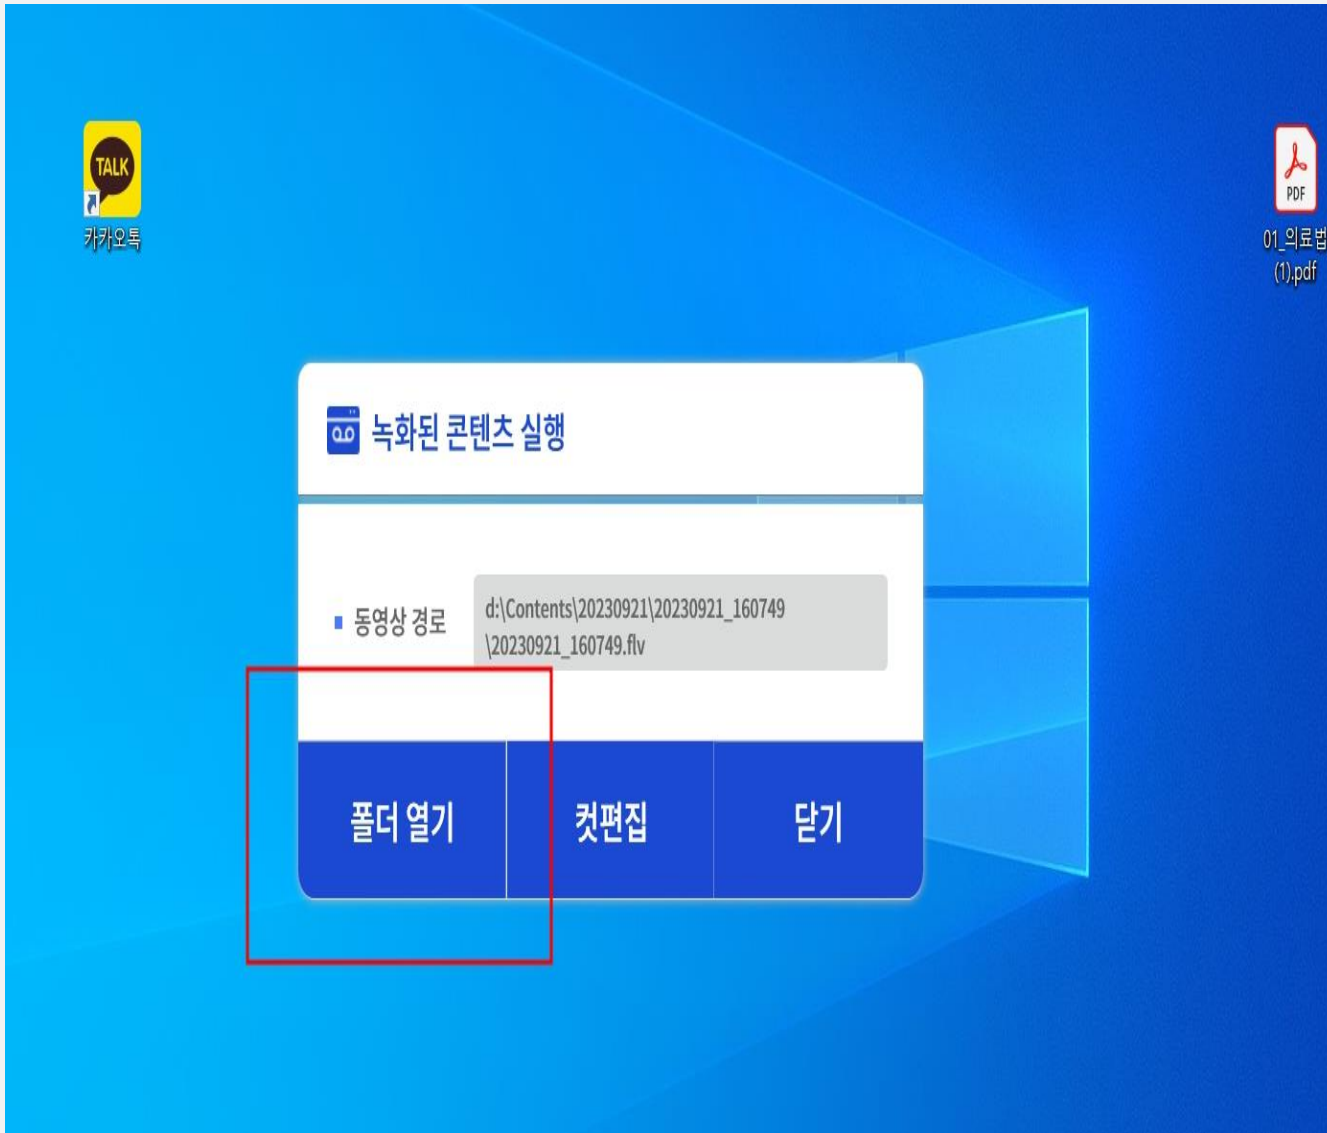 TALK
카카오톡
PDF
01_의료법
(1).pdf
녹화된 콘텐츠 실행
동영상 경로
d:\Contents\20230921\20230921_160749
\20230921_160749.flv
폴더 열기
컷편집
닫기